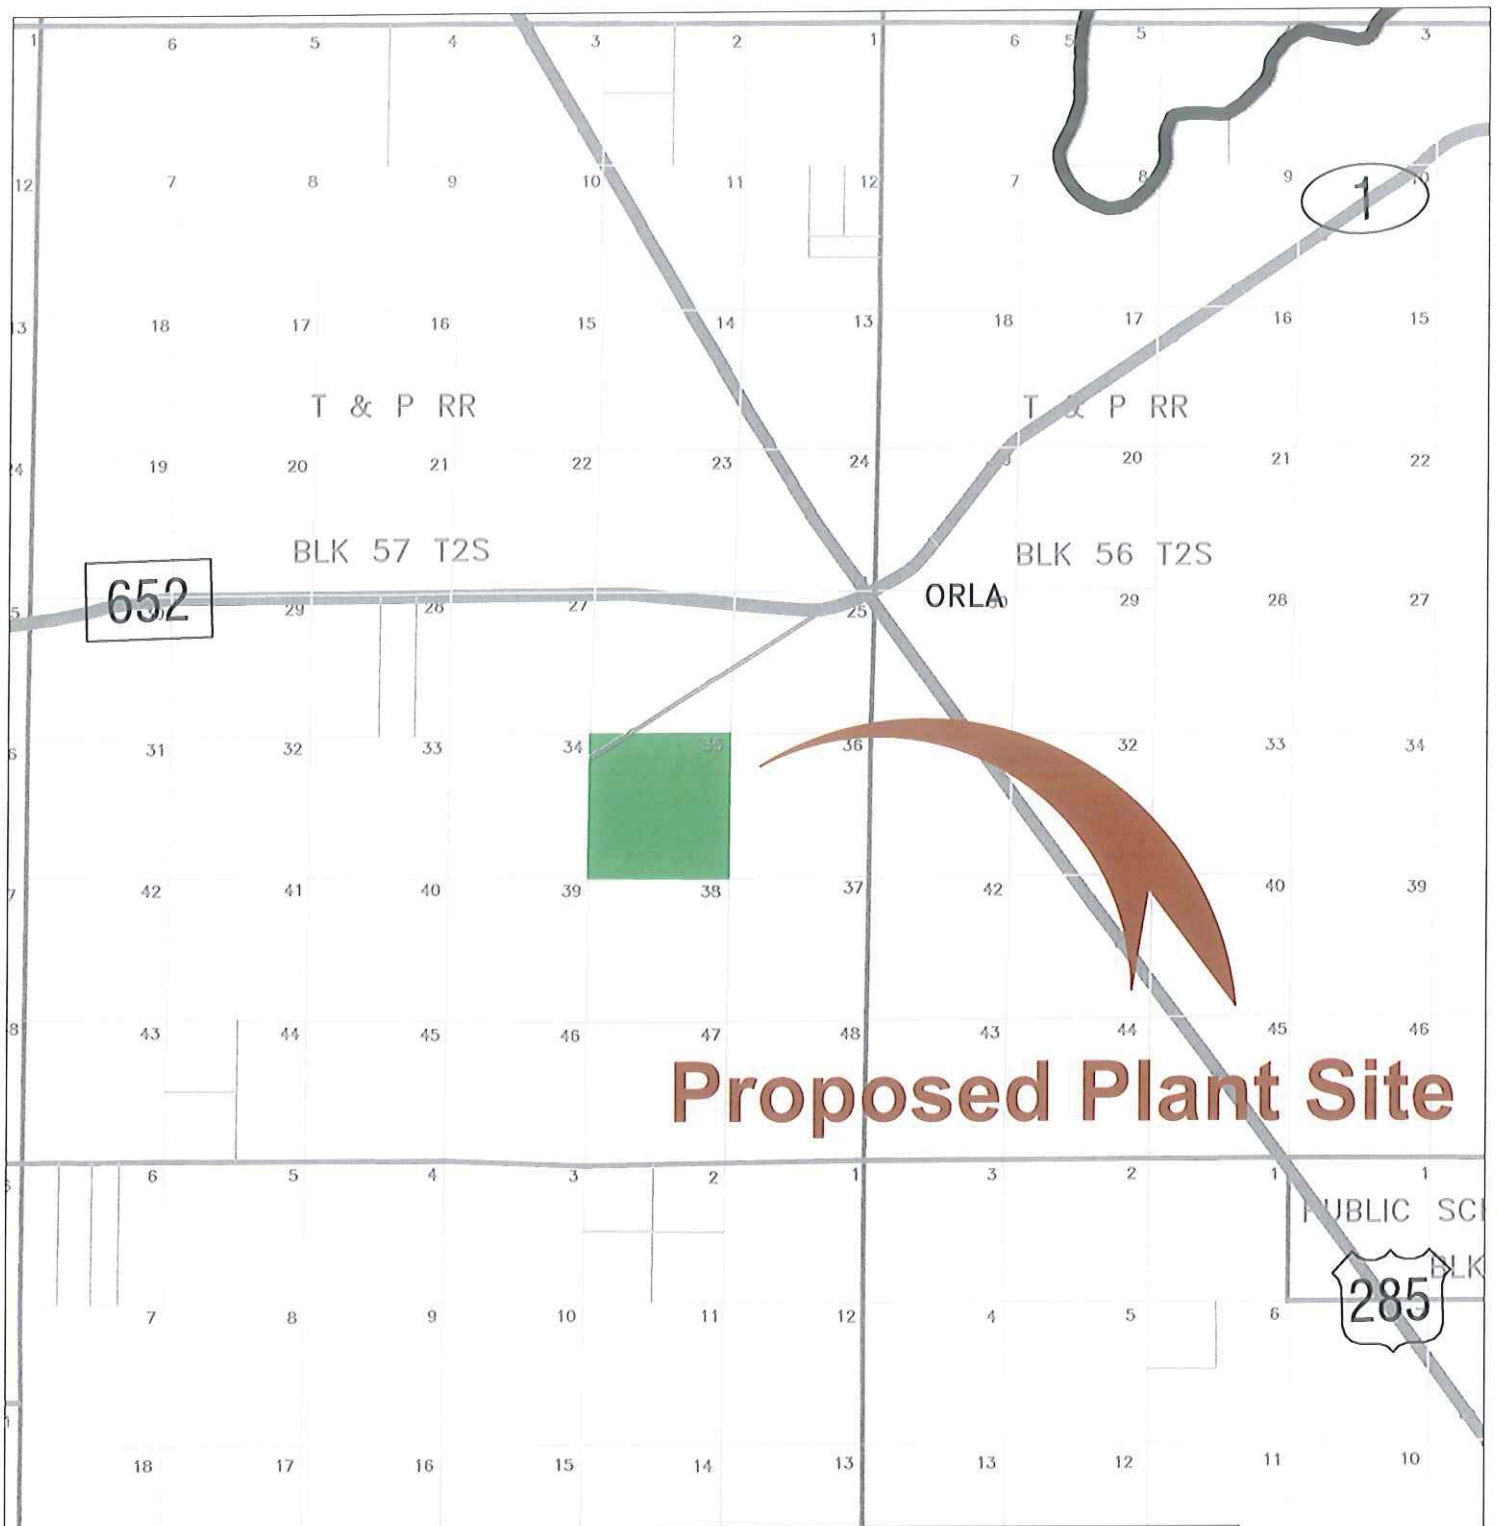 1 6 5 4 3 2 1 6 5 5 3
12 7 8 9 10 11 12 7 8 9
1
13 18 17 16 15 14 13 18 17 16 15
T & P RR T & P RR
19 20 21 22 23 24 20 21 22
BLK 57 T2S BLK 56 T2S
652 29 28 27 25 ORLA 29 28 27
31 32 33 34 35 36 32 33 34
42 41 40 39 38 37 42 40 39
43 44 45 46 47 48 43 44 45 46
Proposed Plant Site
6 5 4 3 2 1 3 2 1 1
PUBLIC SC
BLK
285
7 8 9 10 11 12 4 5 6
18 17 16 15 14 13 13 12 11 10